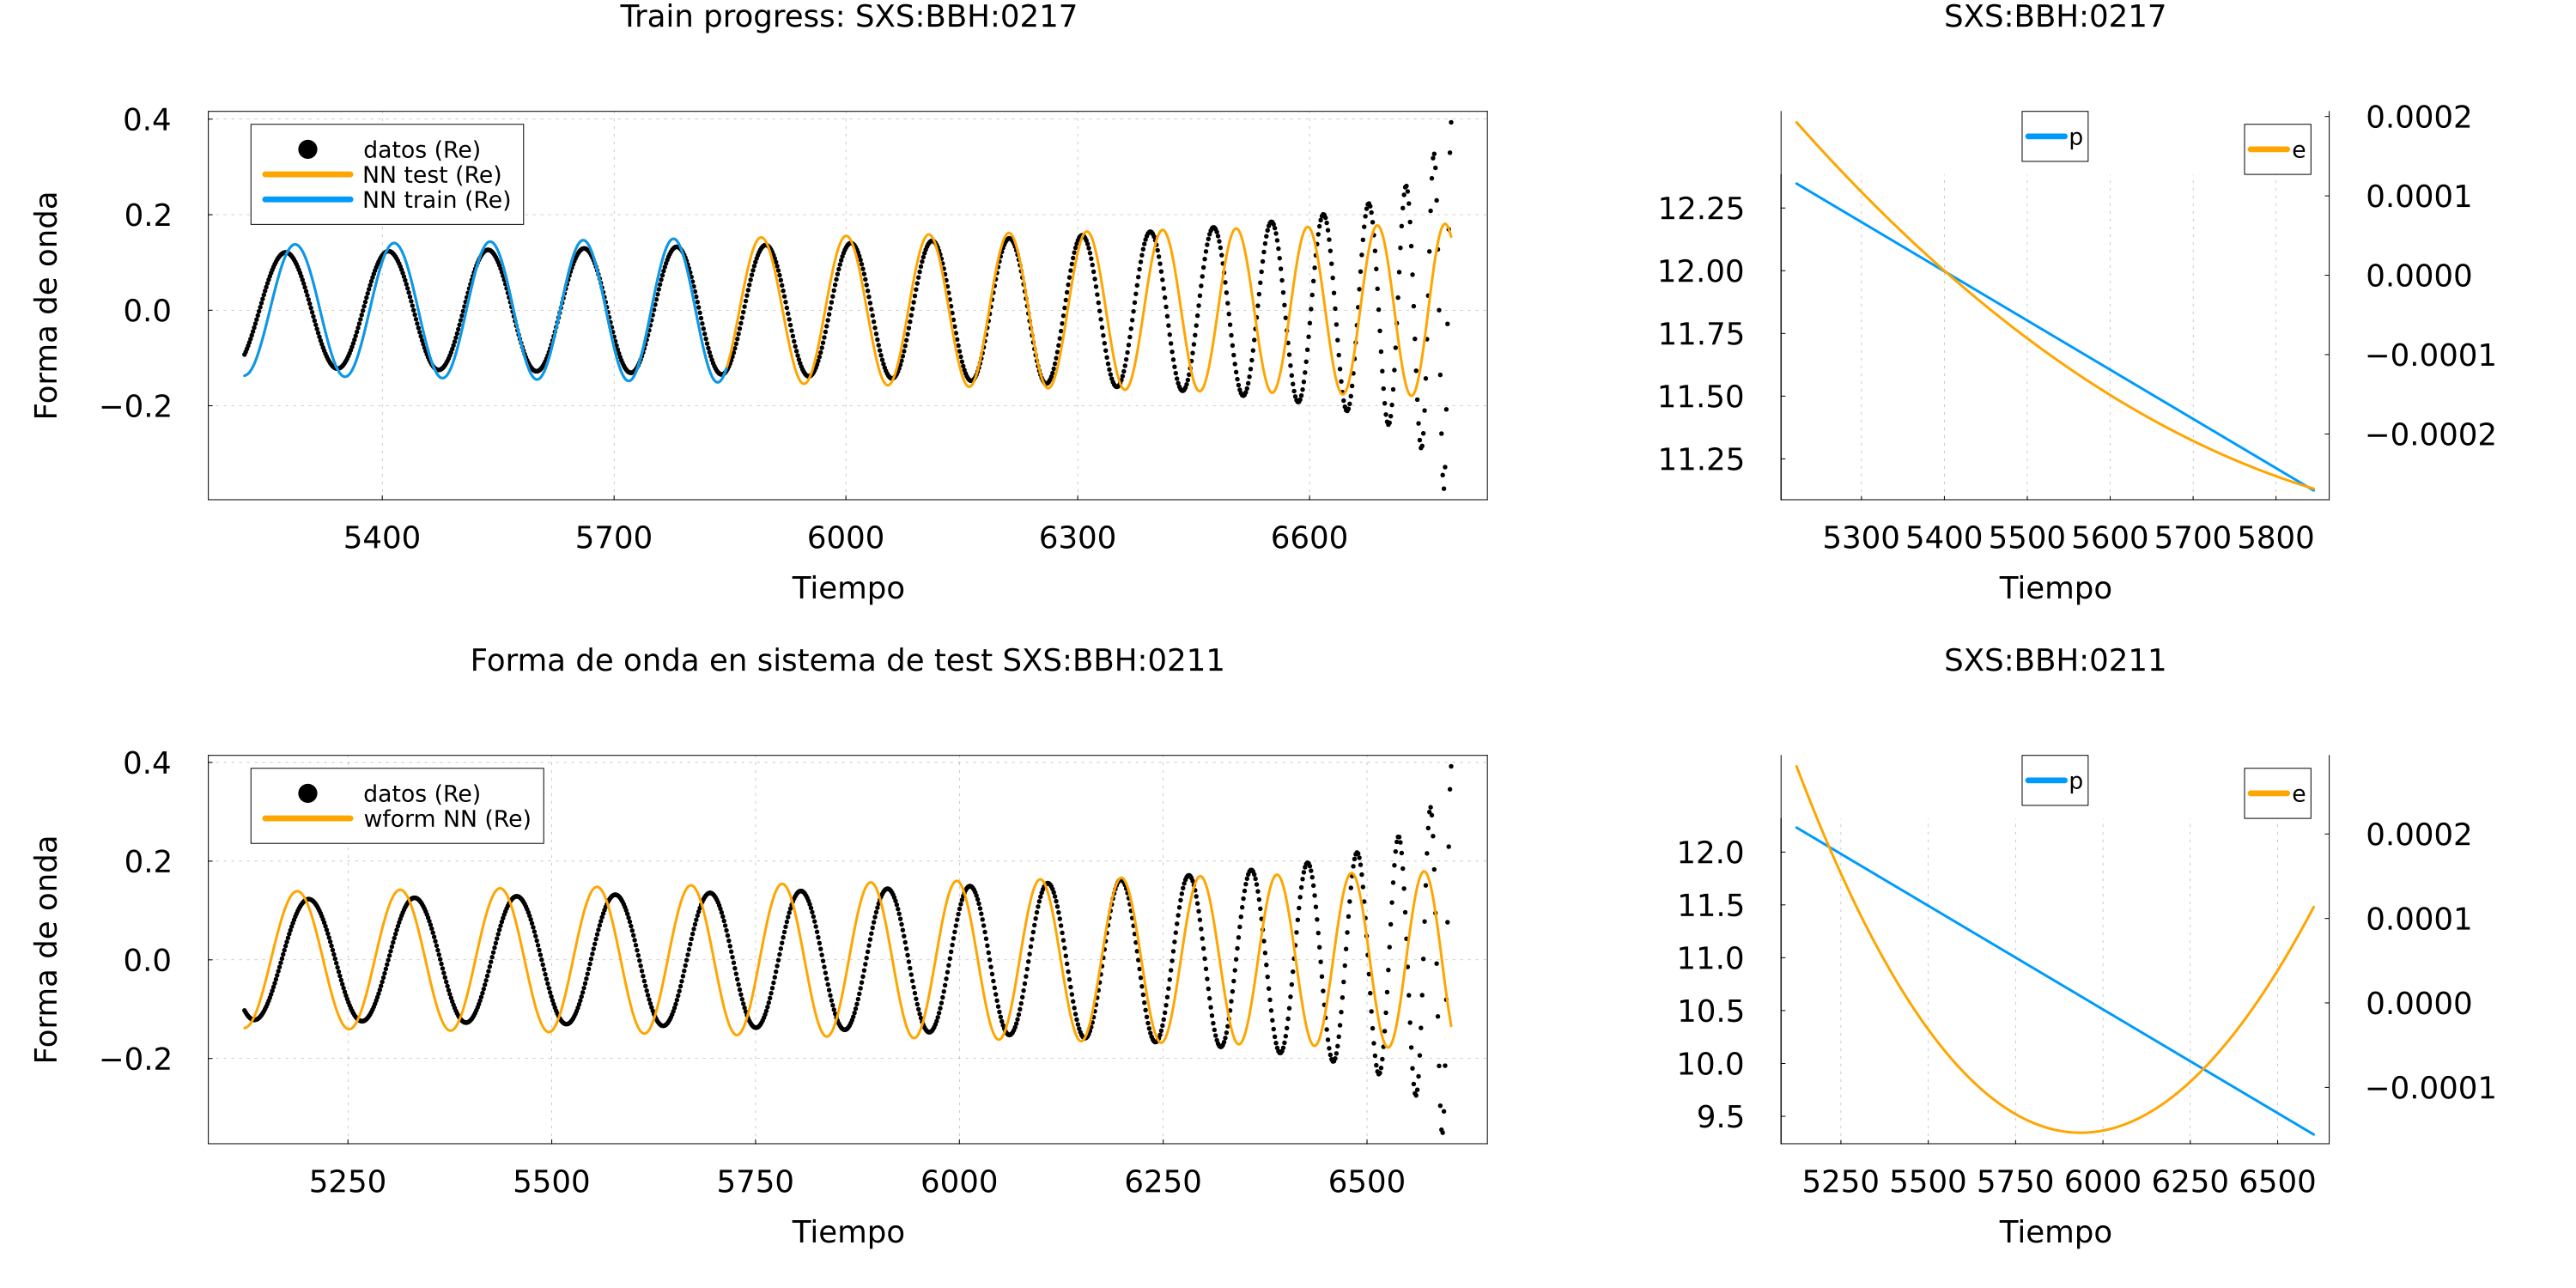 Train progress: SXS:BBH:0217
0.4
0.2
0.0
−0.2
Forma de onda
datos (Re)
NN test (Re)
NN train (Re)
5400 5700 6000 6300 6600
Tiempo
SXS:BBH:0217
12.25
12.00
11.75
11.50
11.25
p
e
0.0002
0.0001
0.0000
−0.0001
−0.0002
5300 5400 5500 5600 5700 5800
Tiempo
Forma de onda en sistema de test SXS:BBH:0211
0.4
0.2
0.0
−0.2
Forma de onda
datos (Re)
wform NN (Re)
5250 5500 5750 6000 6250 6500
Tiempo
SXS:BBH:0211
12.0
11.5
11.0
10.5
10.0
9.5
p
e
0.0002
0.0001
0.0000
−0.0001
5250 5500 5750 6000 6250 6500
Tiempo